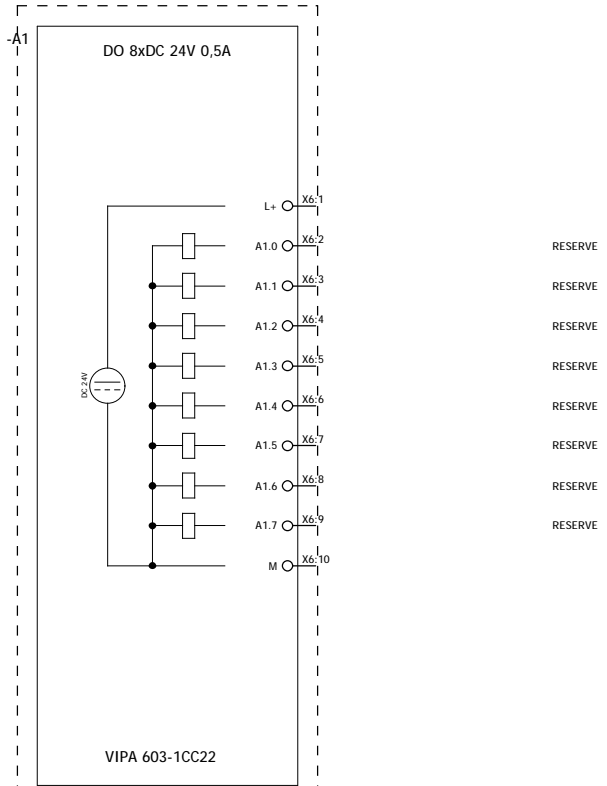 -A1
DO 8xDC 24V 0,5A
L+ X6:1
A1.0 X6:2 RESERVE
A1.1 X6:3 RESERVE
A1.2 X6:4 RESERVE
A1.3 X6:5 RESERVE
DC 24V
A1.4 X6:6 RESERVE
A1.5 X6:7 RESERVE
A1.6 X6:8 RESERVE
A1.7 X6:9 RESERVE
M X6:10
VIPA 603-1CC22